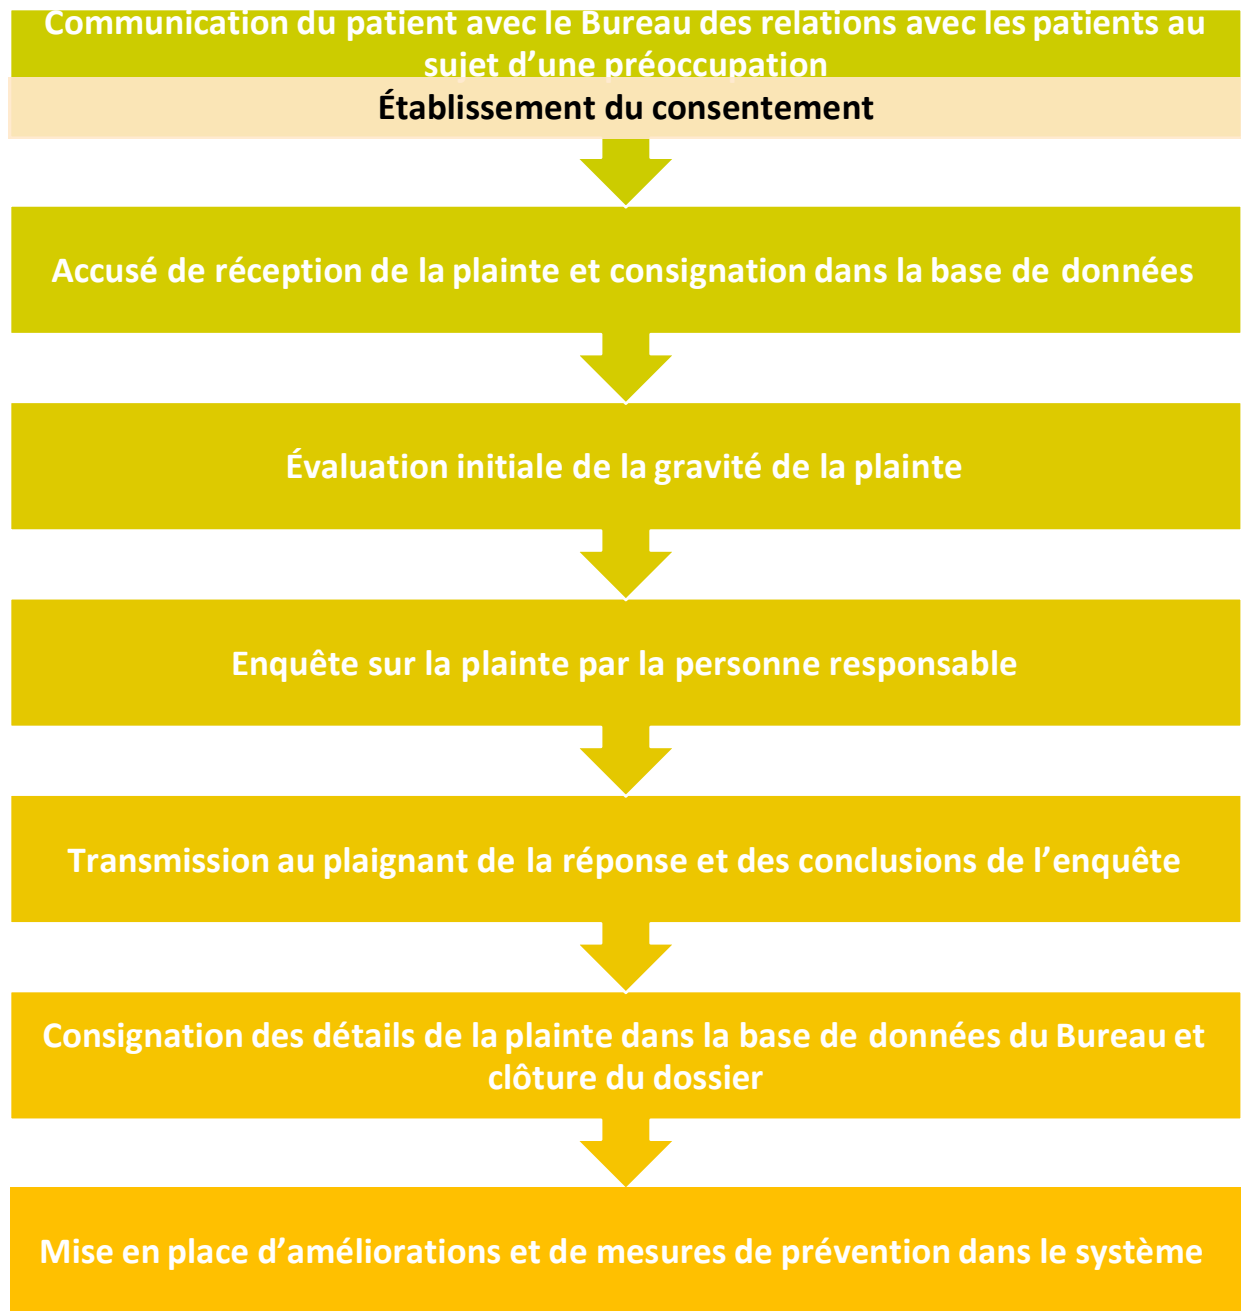 Communication du patient avec le Bureau des relations avec les patients au
sujet d’une préoccupation
Établissement du consentement
Accusé de réception de la plainte et consignation dans la base de données
Évaluation initiale de la gravité de la plainte
Enquête sur la plainte par la personne responsable
Transmission au plaignant de la réponse et des conclusions de l’enquête
Consignation des détails de la plainte dans la base de données du Bureau et
clôture du dossier
Mise en place d’améliorations et de mesures de prévention dans le système